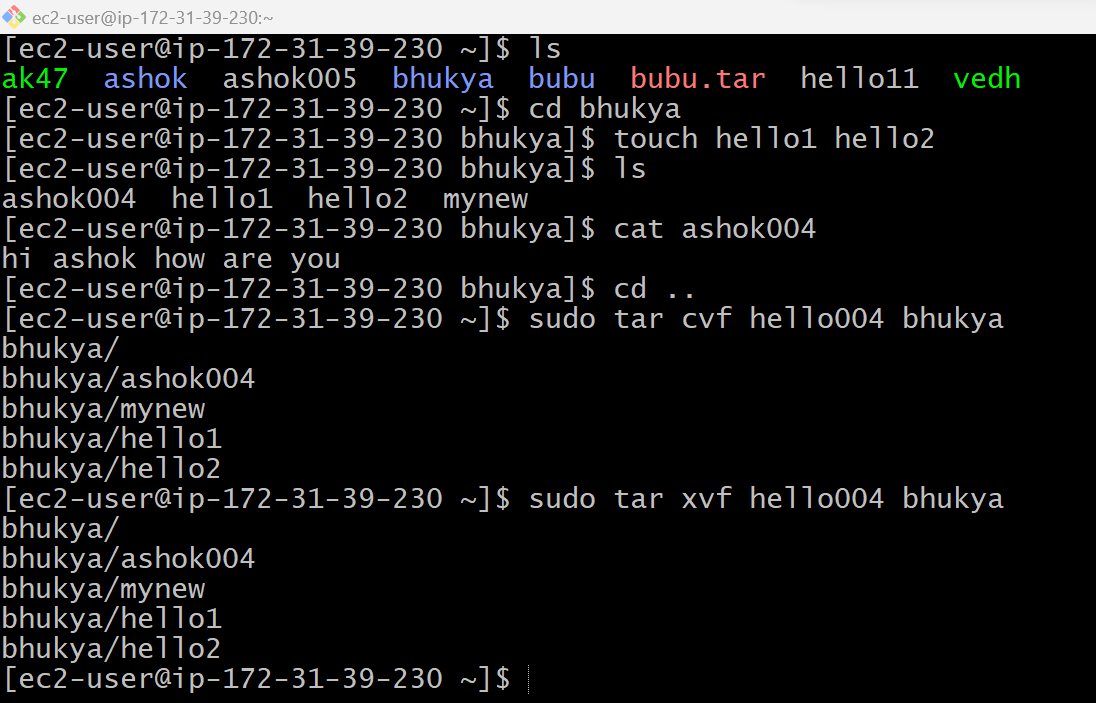 ec2-user@ip-172-31-39-230:~
[ec2-user@ip-172-31-39-230 ~]$ ls
ak47  ashok  ashok005  bhukya  bubu  bubu.tar  hello11  vedh
[ec2-user@ip-172-31-39-230 ~]$ cd bhukya
[ec2-user@ip-172-31-39-230 bhukya]$ touch hello1 hello2
[ec2-user@ip-172-31-39-230 bhukya]$ ls
ashok004  hello1  hello2  mynew
[ec2-user@ip-172-31-39-230 bhukya]$ cat ashok004
hi ashok how are you
[ec2-user@ip-172-31-39-230 bhukya]$ cd ..
[ec2-user@ip-172-31-39-230 ~]$ sudo tar cvf hello004 bhukya
bhukya/
bhukya/ashok004
bhukya/mynew
bhukya/hello1
bhukya/hello2
[ec2-user@ip-172-31-39-230 ~]$ sudo tar xvf hello004 bhukya
bhukya/
bhukya/ashok004
bhukya/mynew
bhukya/hello1
bhukya/hello2
[ec2-user@ip-172-31-39-230 ~]$